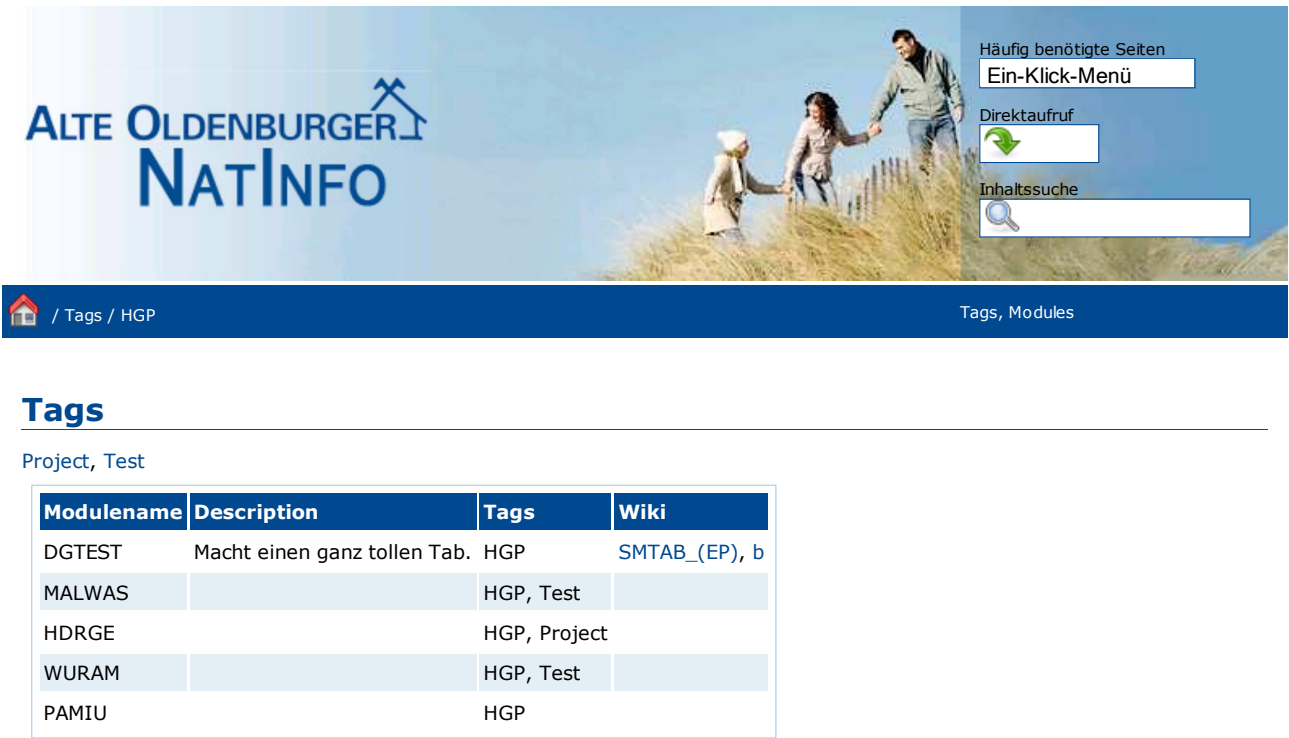 Häufig benötigte Seiten
Ein-Klick-Menü
ALTE OLDENBURGER
NATINFO
Direktaufruf
Inhaltssuche
/ Tags / HGP
Tags, Modules
Tags
Project, Test
Modulename Description Tags Wiki
DGTEST Macht einen ganz tollen Tab. HGP SMTAB_(EP), b
MALWAS HGP, Test
HDRGE HGP, Project
WURAM HGP, Test
PAMIU HGP